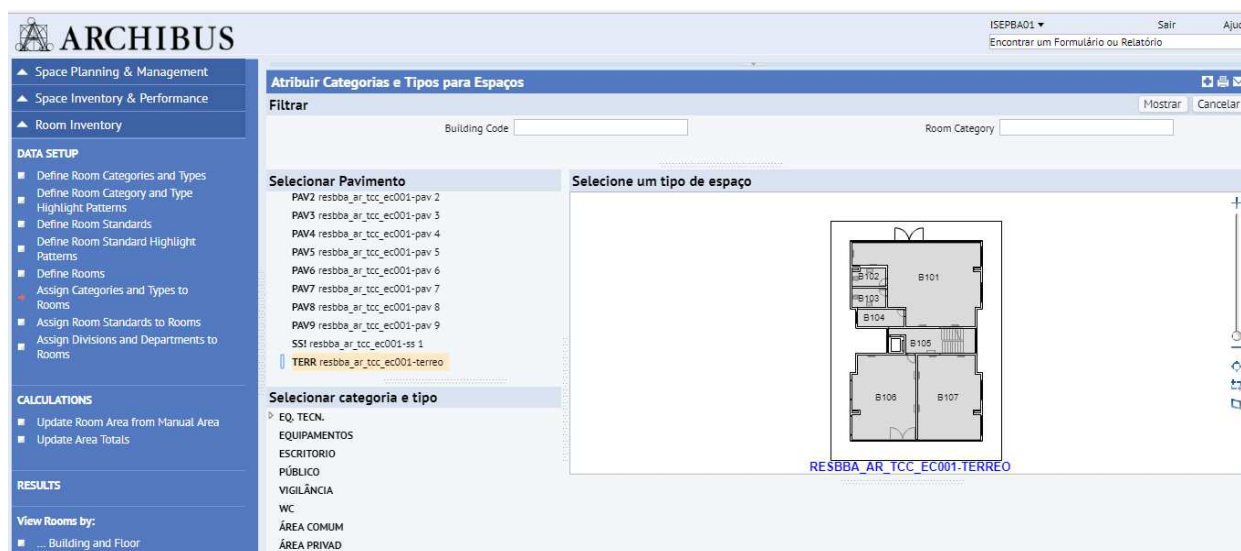 ARCHIBUS
ISEPBA01 ▾ Sair
Encontrar um Formulário ou Relatório
Space Planning & Management
Space Inventory & Performance
Room Inventory
DATA SETUP
Define Room Categories and Types
Define Room Category and Type
Highlight Patterns
Define Room Standards
Define Room Standard Highlight
Patterns
Define Rooms
Assign Categories and Types to
Rooms
Assign Room Standards to Rooms
Assign Divisions and Departments to
Rooms
CALCULATIONS
Update Room Area from Manual Area
Update Area Totals
RESULTS
View Rooms by:
... Building and Floor
Atribuir Categorias e Tipos para Espaços
Filtrar
Mostrar Cancelar
Building Code
Room Category
Selecionar Pavimento
PAV2 resbba_ar_tcc_ec001-pav 2
PAV3 resbba_ar_tcc_ec001-pav 3
PAV4 resbba_ar_tcc_ec001-pav 4
PAV5 resbba_ar_tcc_ec001-pav 5
PAV6 resbba_ar_tcc_ec001-pav 6
PAV7 resbba_ar_tcc_ec001-pav 7
PAV8 resbba_ar_tcc_ec001-pav 8
PAV9 resbba_ar_tcc_ec001-pav 9
SS! resbba_ar_tcc_ec001-ss 1
TERR resbba_ar_tcc_ec001-terreo
Selecionar categoria e tipo
EQ. TECN.
EQUIPAMENTOS
ESCRITORIO
PÚBLICO
VIGILÂNCIA
WC
ÁREA COMUM
ÁREA PRIVAD
Selecione um tipo de espaço
B102
B101
B103
B104
B105
B106
B107
RESBBA_AR_TCC_EC001-TERREO